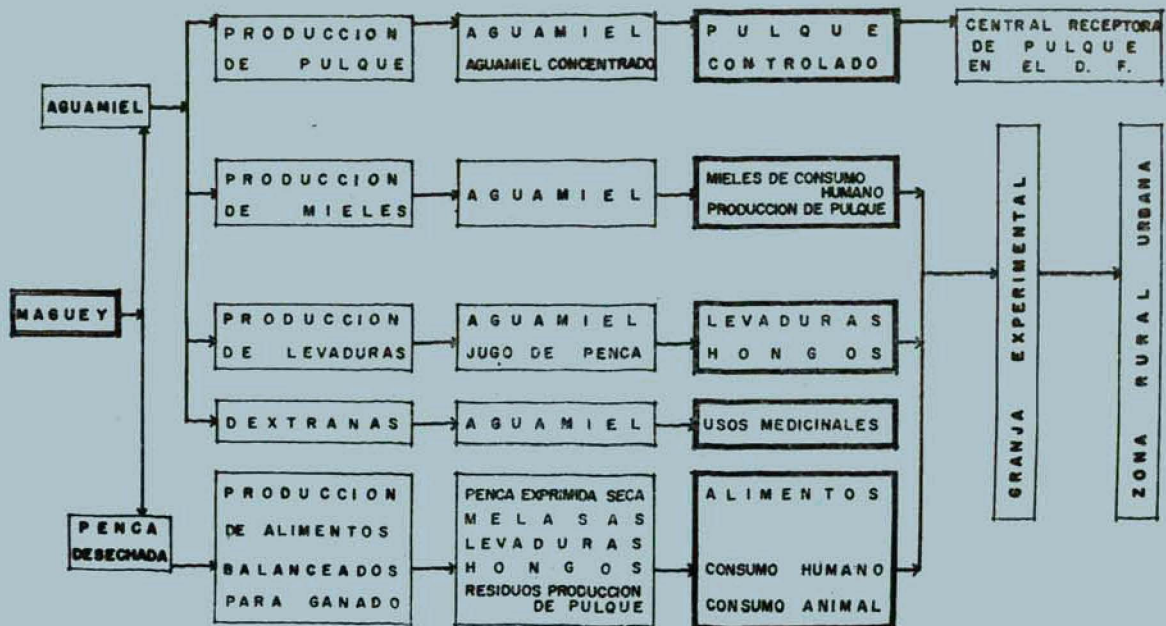 PRODUCCION
DE PULQUE
AGUAMIEL
AGUAMIEL CONCENTRADO
PULQUE
CONTROLADO
CENTRAL RECEPTORA
DE PULQUE
EN EL D. F.
AGUAMIEL
PRODUCCION
DE MIELES
AGUAMIEL
MIELES DE CONSUMO
HUMANO
PRODUCCION DE PULQUE
MAGUEY
PRODUCCION
DE LEVADURAS
AGUAMIEL
JUGO DE PENCA
LEVADURAS
HONGOS
DEXTRANAS
AGUAMIEL
USOS MEDICINALES
PENCA
DESECHADA
PRODUCCION
DE ALIMENTOS
BALANCEADOS
PARA GANADO
PENCA EXPRIMIDA SECA
MELASAS
LEVADURAS
HONGOS
RESIDUOS PRODUCCION
DE PULQUE
ALIMENTOS
CONSUMO HUMANO
CONSUMO ANIMAL
GRANJA EXPERIMENTAL
ZONA RURAL URBANA